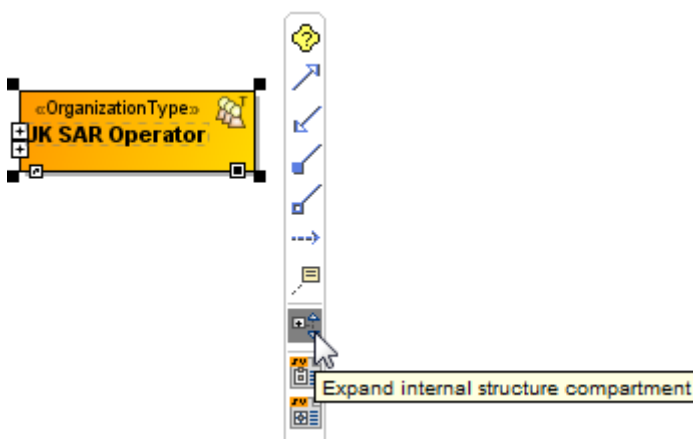 «OrganizationType»
UK SAR Operator
Expand internal structure compartment